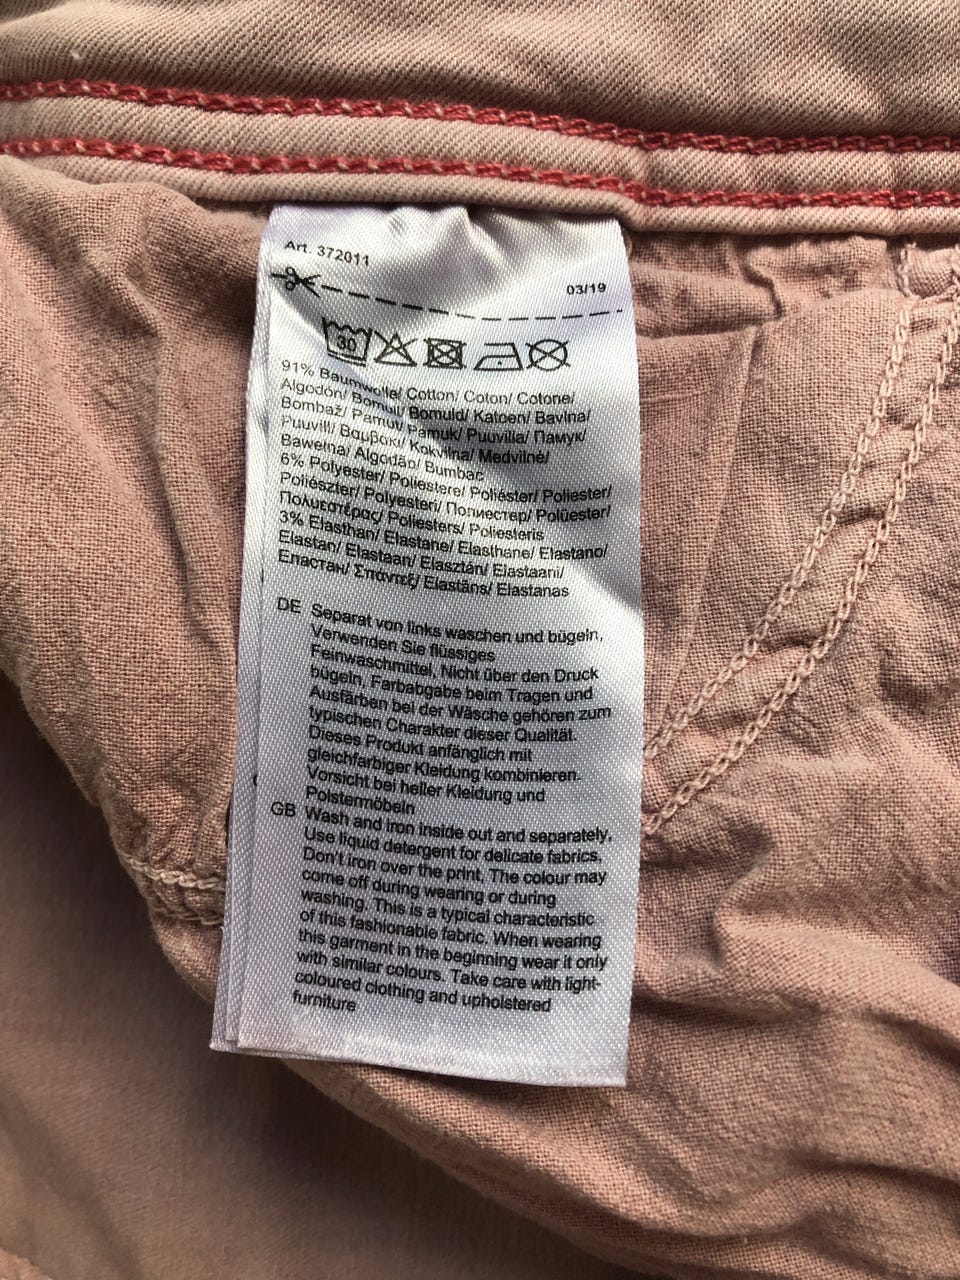 Art. 372011
03/19
30
91% Baumwolle/ Cotton/ Coton/ Cotone/
Algodón/ Bomull/ Bomuld/ Katoen/ Bavlna/
Bombaž/ Pamut/ Pamuk/ Puuvilla/ Памук/
Puuvill/ Βαμβακι/ Kokvilna/ Medvilnė/
Bawełna/ Algodão/ Bumbac
6% Polyester/ Poliestere/ Poliéster/ Poliester/
Poliészter/ Polyesteri/ Полиестер/ Polüester/
Πολυεστέρας/ Poliesters/ Poliesteris
3% Elasthan/ Elastane/ Elasthane/ Elastano/
Elastan/ Elastaan/ Elasztán/ Elastaani/
Еластан/ Σπαντεξ/ Elastāns/ Elastanas
DE Separat von links waschen und bügeln.
Verwenden Sie flüssiges
Feinwaschmittel, Nicht über den Druck
bügeln, Farbabgabe beim Tragen und
Ausfärben bei der Wäsche gehören zum
typischen Charakter dieser Qualität.
Dieses Produkt anfänglich mit
gleichfarbiger Kleidung kombinieren.
Vorsicht bei heller Kleidung und
Polstermöbeln
GB Wash and iron inside out and separately.
Use liquid detergent for delicate fabrics.
Don't iron over the print. The colour may
come off during wearing or during
washing. This is a typical characteristic
of this fashionable fabric. When wearing
this garment in the beginning wear it only
with similar colours. Take care with light-
coloured clothing and upholstered
furniture